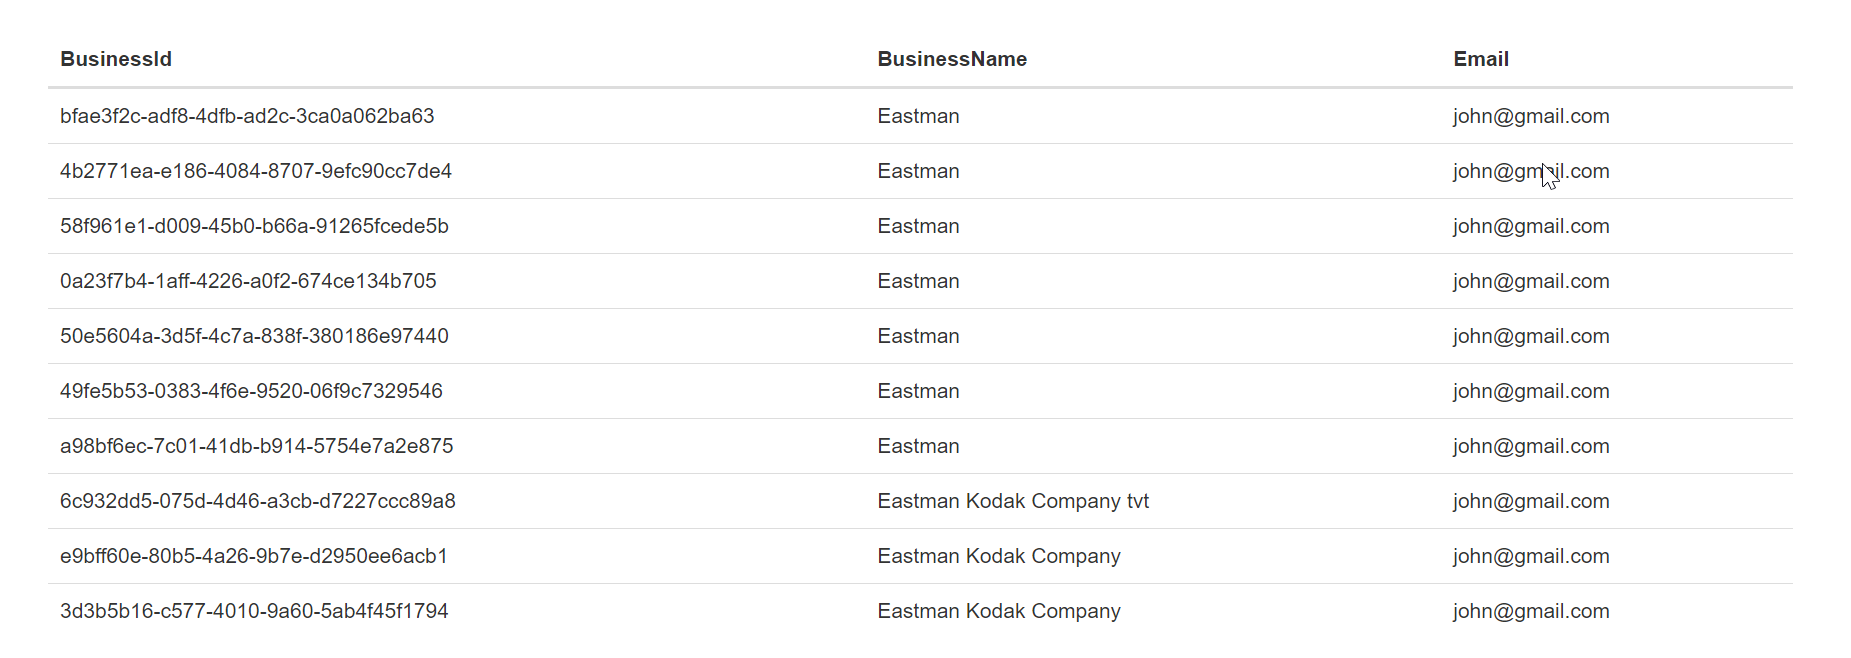 BusinessId BusinessName Email
bfae3f2c-adf8-4dfb-ad2c-3ca0a062ba63 Eastman john@gmail.com
4b2771ea-e186-4084-8707-9efc90cc7de4 Eastman john@gmail.com
58f961e1-d009-45b0-b66a-91265fcede5b Eastman john@gmail.com
0a23f7b4-1aff-4226-a0f2-674ce134b705 Eastman john@gmail.com
50e5604a-3d5f-4c7a-838f-380186e97440 Eastman john@gmail.com
49fe5b53-0383-4f6e-9520-06f9c7329546 Eastman john@gmail.com
a98bf6ec-7c01-41db-b914-5754e7a2e875 Eastman john@gmail.com
6c932dd5-075d-4d46-a3cb-d7227ccc89a8 Eastman Kodak Company tvt john@gmail.com
e9bff60e-80b5-4a26-9b7e-d2950ee6acb1 Eastman Kodak Company john@gmail.com
3d3b5b16-c577-4010-9a60-5ab4f45f1794 Eastman Kodak Company john@gmail.com